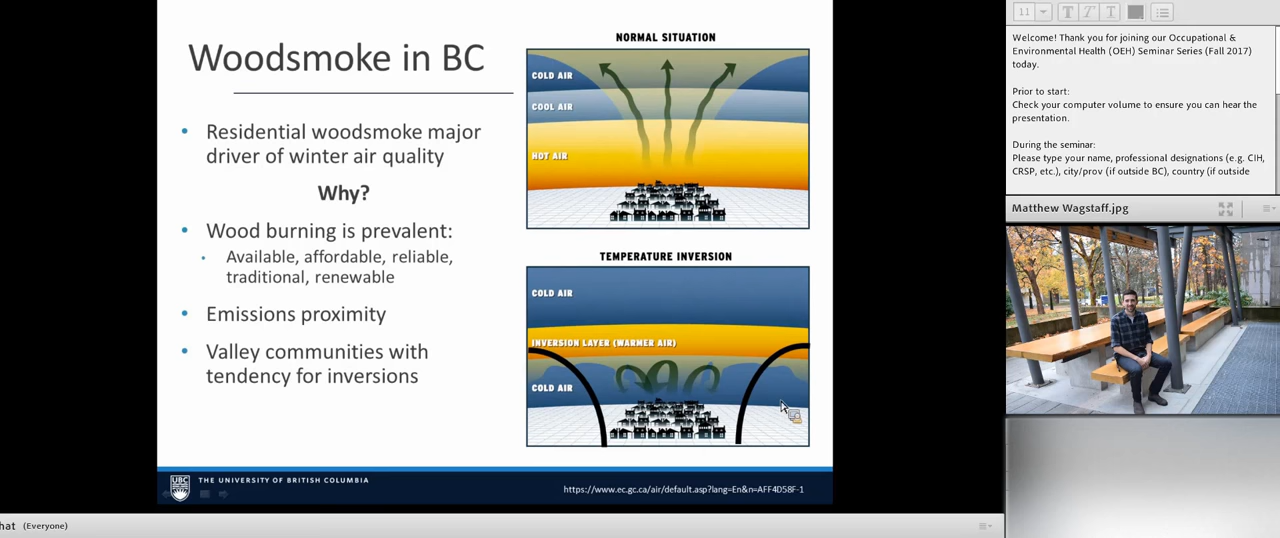 Woodsmoke in BC
• Residential woodsmoke major
driver of winter air quality
Why?
• Wood burning is prevalent:
• Available, affordable, reliable,
traditional, renewable
• Emissions proximity
• Valley communities with
tendency for inversions
NORMAL SITUATION
COLD AIR
COOL AIR
HOT AIR
TEMPERATURE INVERSION
COLD AIR
INVERSION LAYER (WARMER AIR)
COLD AIR
UBC
THE UNIVERSITY OF BRITISH COLUMBIA
https://www.ec.gc.ca/air/default.asp?lang=En&n=AFF4D58F-1
hat (Everyone)
11
T T T
Welcome! Thank you for joining our Occupational &
Environmental Health (OEH) Seminar Series (Fall 2017)
today.
Prior to start:
Check your computer volume to ensure you can hear the
presentation.
During the seminar:
Please type your name, professional designations (e.g. CIH,
CRSP, etc.), city/prov (if outside BC), country (if outside
Matthew Wagstaff.jpg